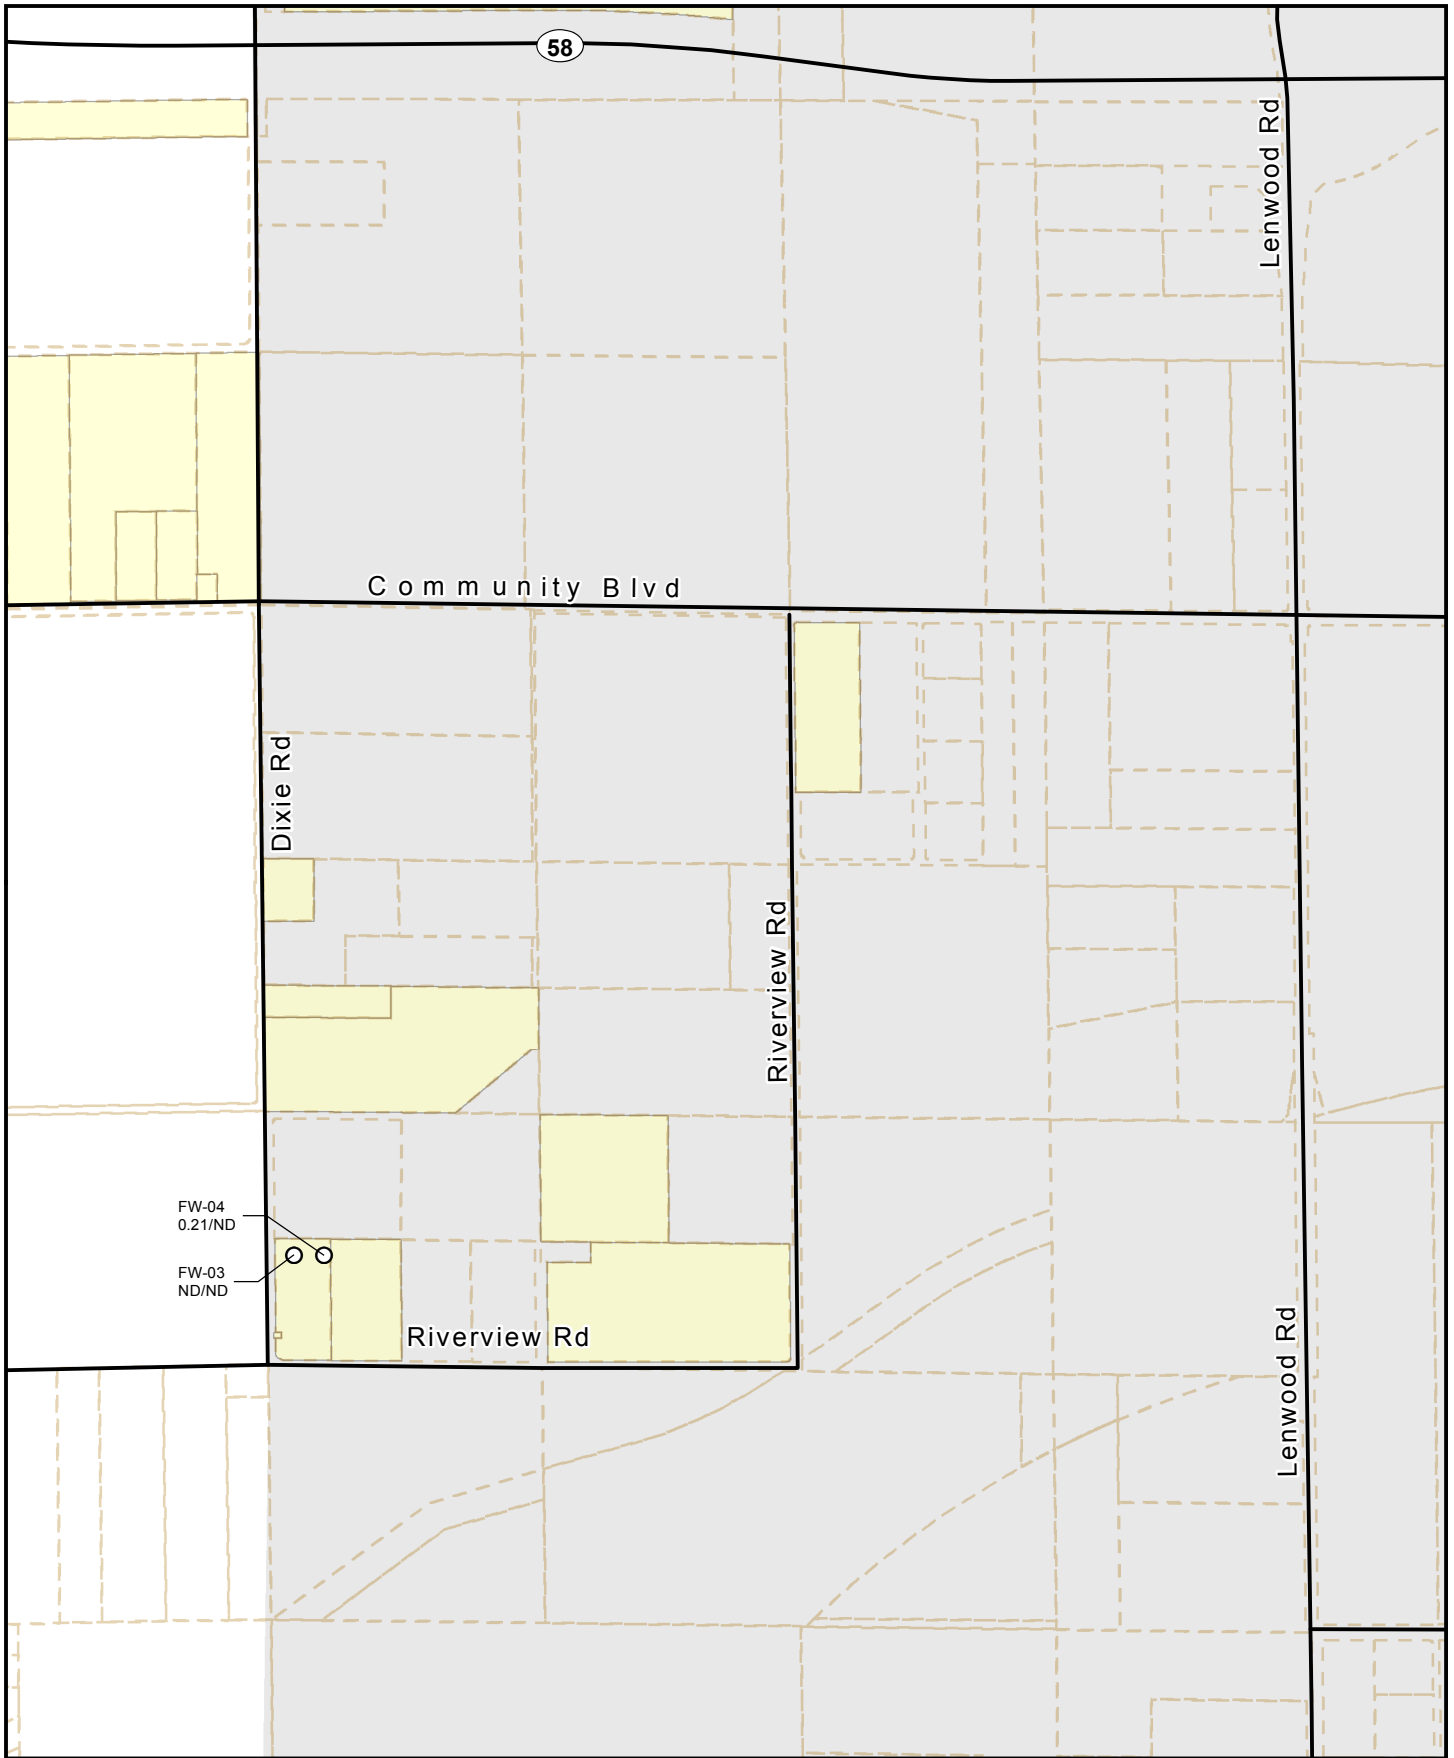 58
Lenwood Rd
Community Blvd
Dixie Rd
Riverview Rd
FW-04
0.21/ND
FW-03
ND/ND
Riverview Rd
Lenwood Rd